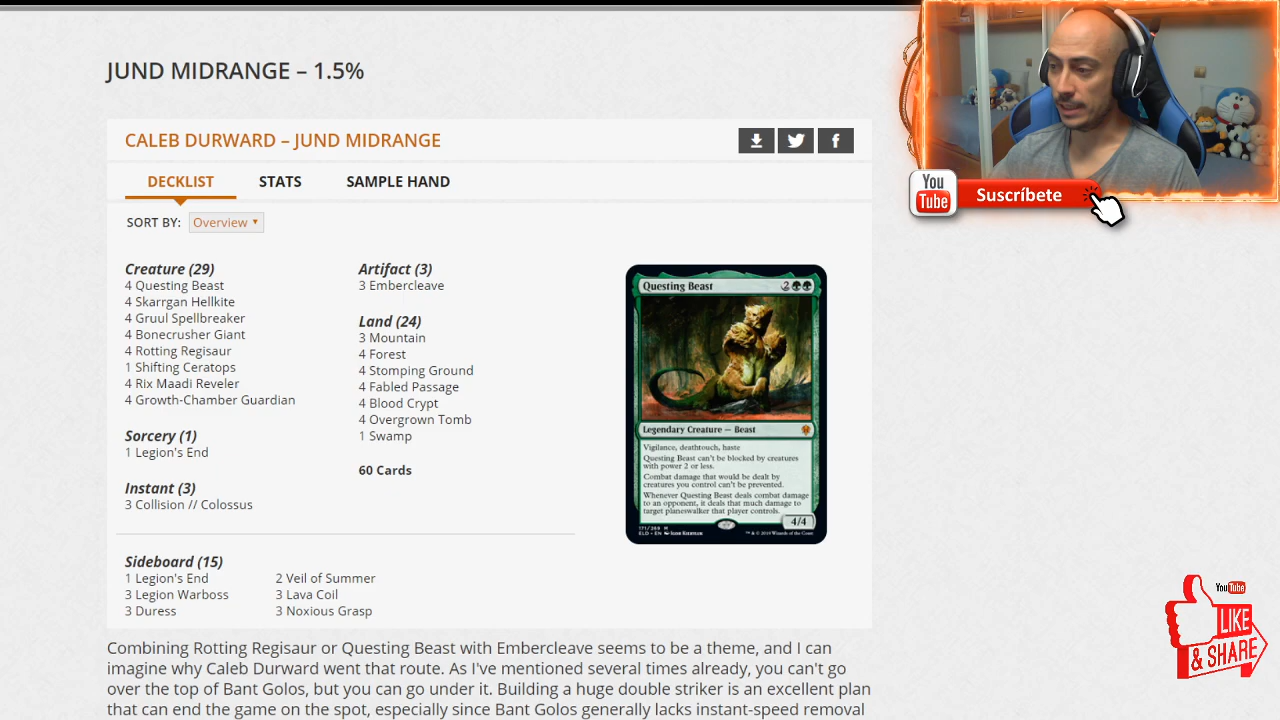 JUND MIDRANGE – 1.5%
CALEB DURWARD – JUND MIDRANGE
DECKLIST
STATS
SAMPLE HAND
SORT BY: Overview
Creature (29)
4 Questing Beast
4 Skarrgan Hellkite
4 Gruul Spellbreaker
4 Bonecrusher Giant
4 Rotting Regisaur
1 Shifting Ceratops
4 Rix Maadi Reveler
4 Growth-Chamber Guardian
Sorcery (1)
1 Legion's End
Instant (3)
3 Collision // Colossus
Artifact (3)
3 Embercleave
Land (24)
3 Mountain
4 Forest
4 Stomping Ground
4 Fabled Passage
4 Blood Crypt
4 Overgrown Tomb
1 Swamp
60 Cards
Questing Beast 2
Legendary Creature — Beast
Vigilance, deathtouch, haste
Questing Beast can't be blocked by creatures
with power 2 or less.
Combat damage that would be dealt by
creatures you control can't be prevented.
Whenever Questing Beast deals combat damage
to an opponent, it deals that much damage to
target planeswalker that player controls.
4/4
171/269 M
ELD • EN
™ & © 2019 Wizards of the Coast
Sideboard (15)
1 Legion's End
3 Legion Warboss
3 Duress
2 Veil of Summer
3 Lava Coil
3 Noxious Grasp
Combining Rotting Regisaur or Questing Beast with Embercleave seems to be a theme, and I can
imagine why Caleb Durward went that route. As I've mentioned several times already, you can't go
over the top of Bant Golos, but you can go under it. Building a huge double striker is an excellent plan
that can end the game on the spot, especially since Bant Golos generally lacks instant-speed removal
You
Tube
Suscríbete
YouTube
LIKE
& SHARE